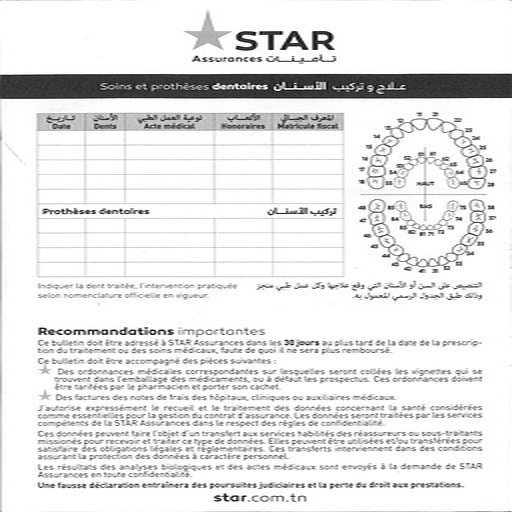 STAR
Assurances تأمينات
Soins et prothèses dentaires علاج و تركيب الأسنان
تاريخ الأسنان نوعية العمل الطبي الأتعاب المعرف الجبائي
Date Dents Acte médical Honoraires Matricule fiscal
Prothèses dentaires تركيب الأسنان
HAUT
BAS
Indiquer la dent traitée, l'intervention pratiquée
selon nomenclature officielle en vigueur.
التنصيص على السن أو الأسنان التي وقع علاجها وكل عمل طبي منجز
وذلك طبق الجدول الرسمي المعمول به.
Recommandations importantes
Ce bulletin doit être adressé à STAR Assurances dans les 30 jours au plus tard de la date de la prescrip-
tion du traitement ou des soins médicaux, faute de quoi il ne sera plus remboursé.
Ce bulletin doit être accompagné des pièces suivantes :
Des ordonnances médicales correspondantes sur lesquelles seront collées les vignettes qui se
trouvent dans l'emballage des médicaments, ou à défaut les prospectus. Ces ordonnances doivent
être tarifées par le pharmacien et porter son cachet.
Des factures des notes de frais des hôpitaux, cliniques ou auxiliaires médicaux.
J'autorise expressément le recueil et le traitement des données concernant la santé considérées
comme essentielles pour la gestion du contrat d'assurance. Les données seront traitées par les services
compétents de la STAR Assurances dans le respect des règles de confidentialité.
Ces données peuvent faire l'objet d'un transfert aux services habilités des réassureurs ou sous-traitants
missionnés pour recevoir et traiter ce type de données. Elles peuvent être utilisées et/ou transférées pour
satisfaire des obligations légales et réglementaires. Ces transferts interviennent dans des conditions
assurant la protection des données à caractère personnel.
Les résultats des analyses biologiques et des actes médicaux sont envoyés à la demande de STAR
Assurances en toute confidentialité.
Une fausse déclaration entraînera des poursuites judiciaires et la perte du droit aux prestations.
star.com.tn